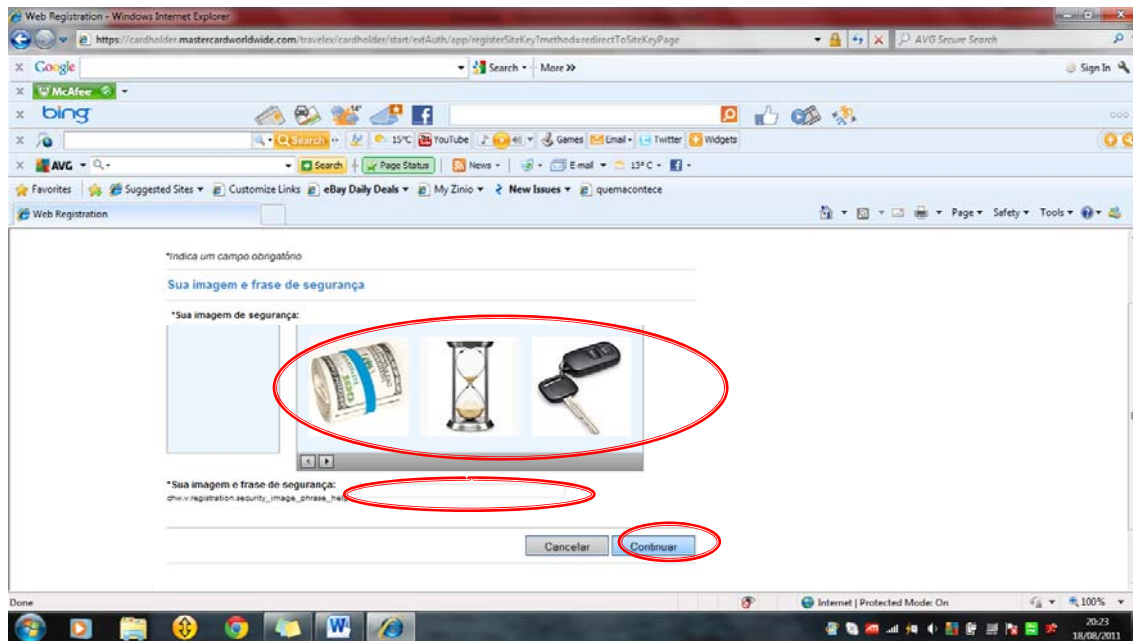 Web Registration - Windows Internet Explorer
https://cardholder.mastercardworldwide.com/travelex/cardholder/start/extAuth/app/registerSiteKey?method=redirectToSiteKeyPage
AVG Secure Search
Google Search More >> Sign In
McAfee
bing 14°
Search 15°C YouTube 41 Games Email Twitter Widgets
AVG Search Page Status News E-mail 13°C
Favorites Suggested Sites Customize Links eBay Daily Deals My Zinio New Issues quemacontece
Web Registration Page Safety Tools
*Indica um campo obrigatório
Sua imagem e frase de segurança
*Sua imagem de segurança:
*Sua imagem e frase de segurança:
chw.v.registration.security_image_phrase_help
Cancelar Continuar
Done Internet | Protected Mode: On 100%
20:23
18/08/2011